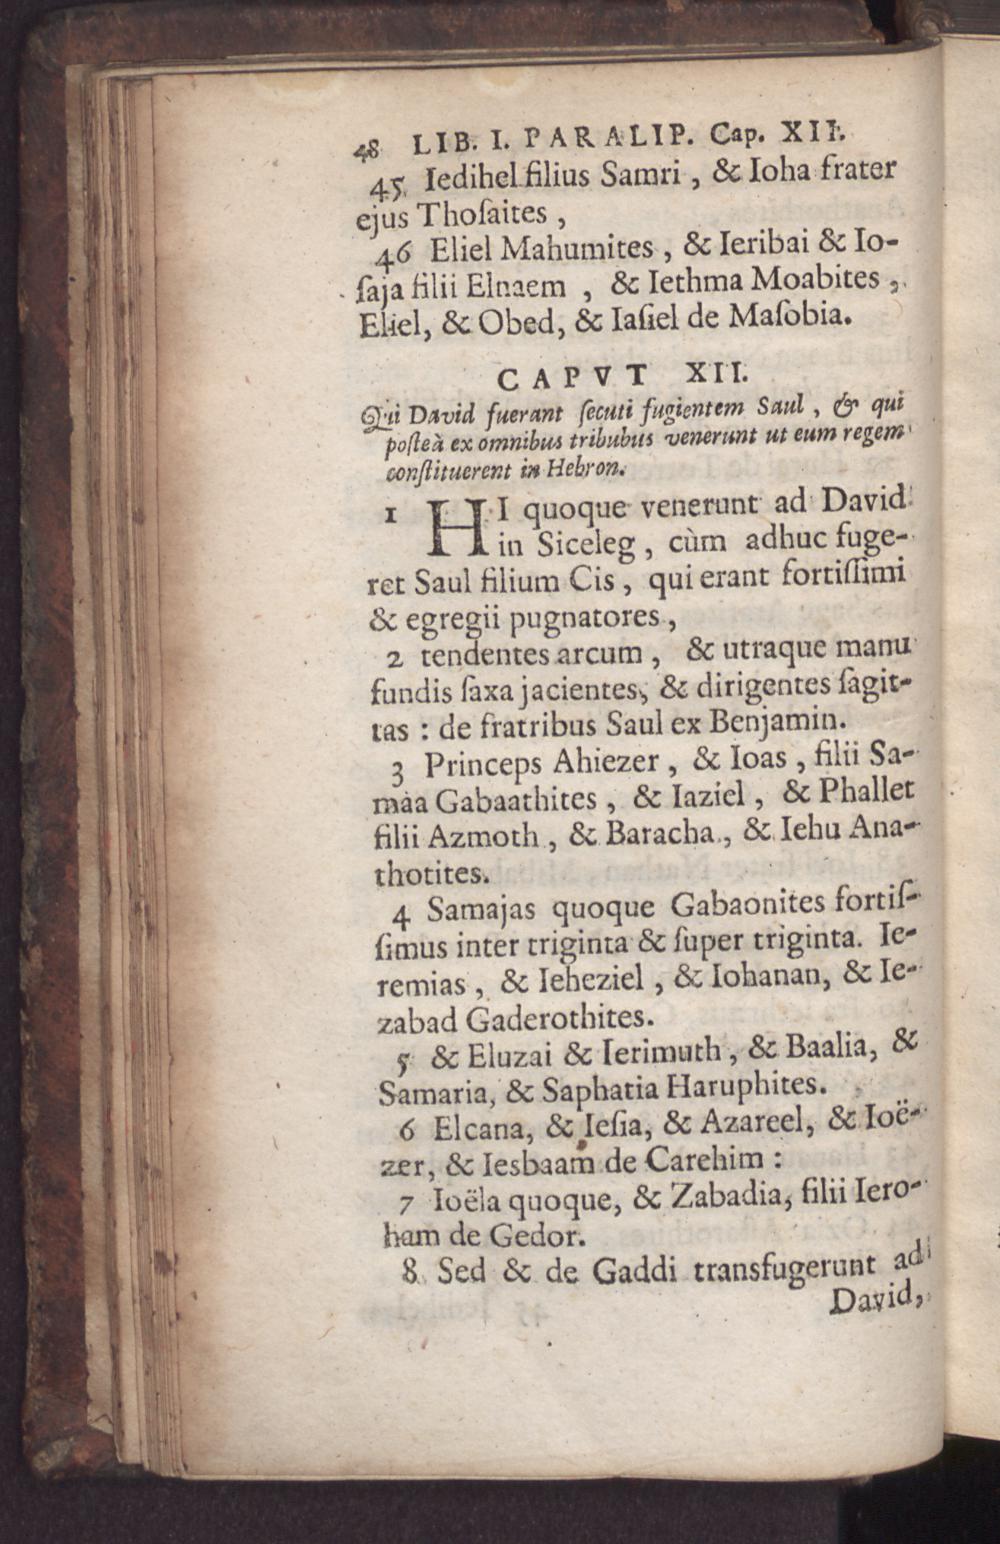 48 LIB. I. PARALIP. Cap. XII.
45 Iedihel filius Samri, & Ioha frater
ejus Thoſaites,
46 Eliel Mahumites, & Ieribai & Io-
ſaja filii Elnaem, & Iethma Moabites,
Eliel, & Obed, & Iaſiel de Maſobia.
CAPVT XII.
Qui David fuerant ſecuti fugientem Saul, & qui
poſteà ex omnibus tribubus venerunt ut eum regem
conſtituerent in Hebron.
1 HI quoque venerunt ad David
in Siceleg, cùm adhuc fuge-
ret Saul filium Cis, qui erant fortiſſimi
& egregii pugnatores,
2 tendentes arcum, & utraque manu
fundis ſaxa jacientes, & dirigentes ſagit-
tas : de fratribus Saul ex Benjamin.
3 Princeps Ahiezer, & Ioas, filii Sa-
maa Gabaathites, & Iaziel, & Phallet
filii Azmoth, & Baracha, & Iehu Ana-
thotites.
4 Samajas quoque Gabaonites fortiſ-
ſimus inter triginta & ſuper triginta. Ie-
remias, & Ieheziel, & Iohanan, & Ie-
zabad Gaderothites.
5 & Eluzai & Ierimuth, & Baalia, &
Samaria, & Saphatia Haruphites.
6 Elcana, & Ieſia, & Azareel, & Ioë-
zer, & Iesbaam de Carehim :
7 Ioëla quoque, & Zabadia, filii Iero-
ham de Gedor.
8 Sed & de Gaddi transfugerunt ad
David,